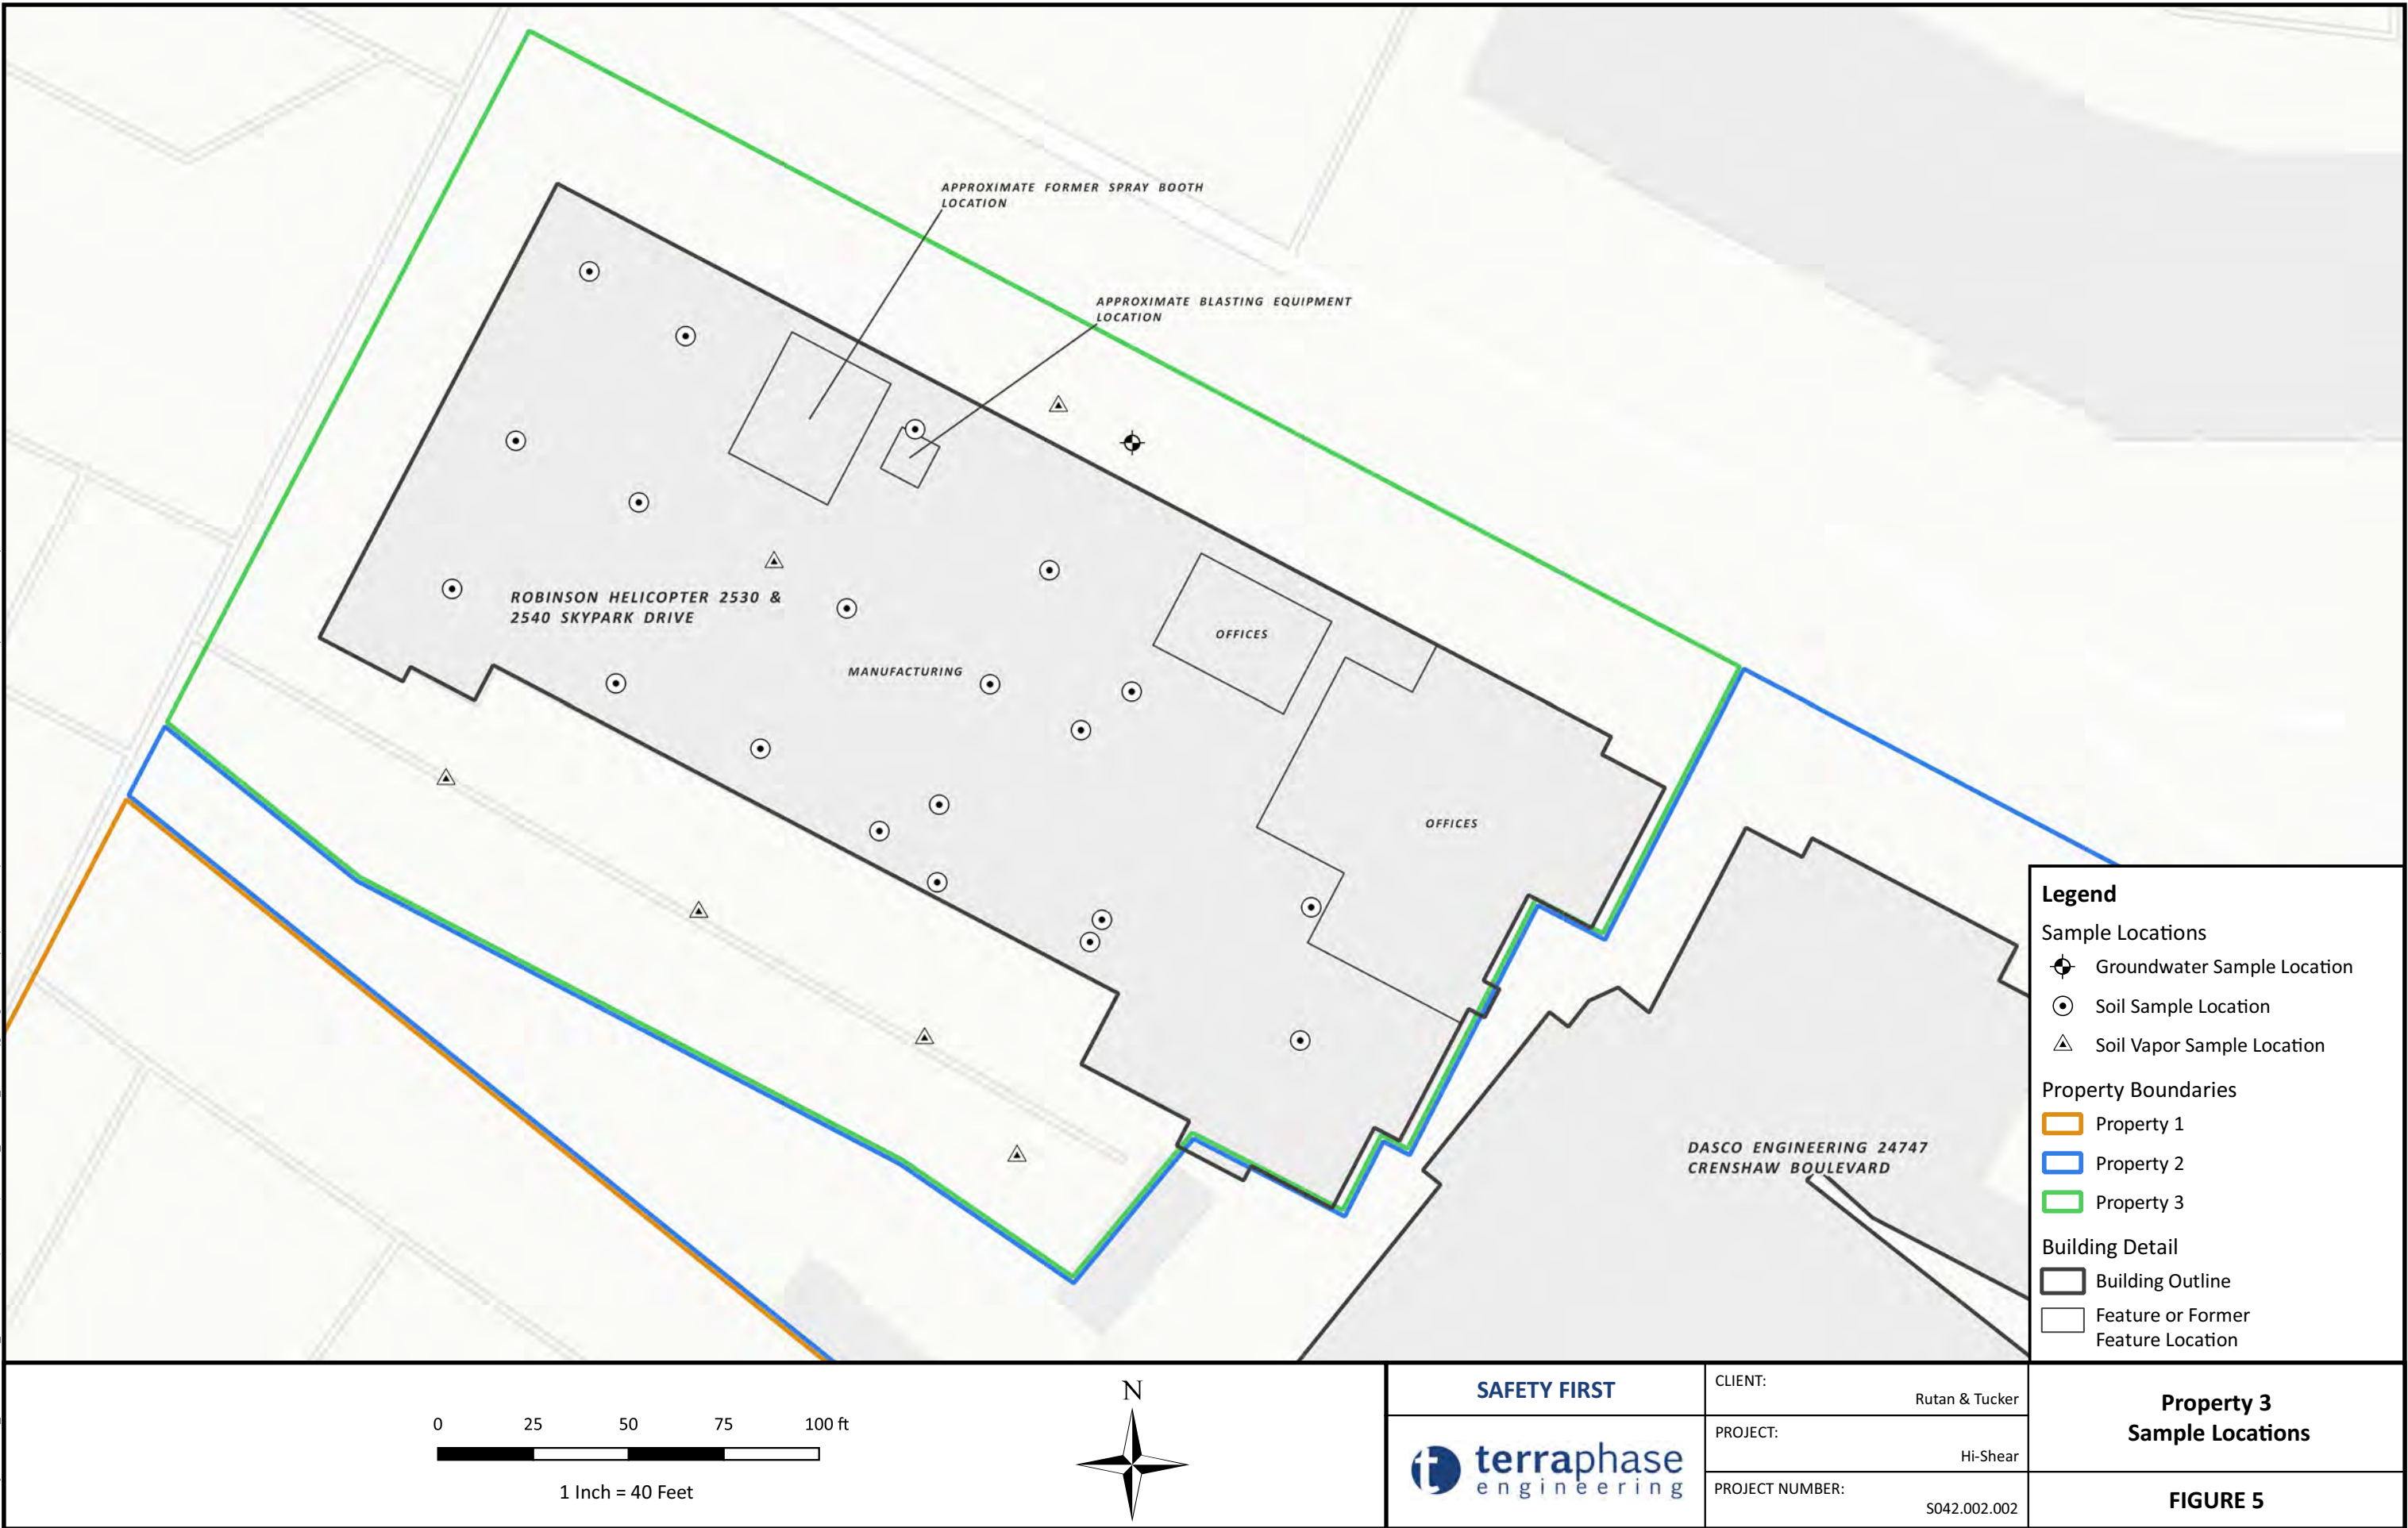 APPROXIMATE FORMER SPRAY BOOTH
LOCATION
APPROXIMATE BLASTING EQUIPMENT
LOCATION
ROBINSON HELICOPTER 2530 &
2540 SKYPARK DRIVE
MANUFACTURING
OFFICES
OFFICES
DASCO ENGINEERING 24747
CRENSHAW BOULEVARD
Legend
Sample Locations
Groundwater Sample Location
Soil Sample Location
Soil Vapor Sample Location
Property Boundaries
Property 1
Property 2
Property 3
Building Detail
Building Outline
Feature or Former
Feature Location
0 25 50 75 100 ft
1 Inch = 40 Feet
N
SAFETY FIRST
terraphase
engineering
CLIENT:
Rutan & Tucker
PROJECT:
Hi-Shear
PROJECT NUMBER:
S042.002.002
Property 3
Sample Locations
FIGURE 5